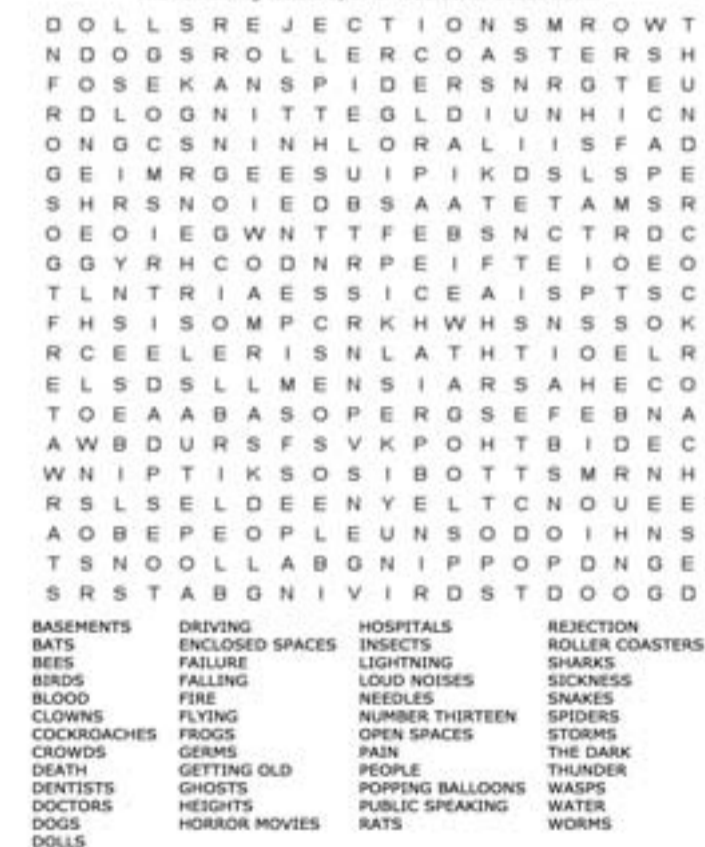 D O L L S R E J E C T I O N S M R O W T
N D O G S R O L L E R C O A S T E R S H
F O S E K A N S P I D E R S N R G T E U
R D L O G N I T T E G L D I U N H I C N
O N G C S N I N H L O R A L I I S F A D
G E I M R G E E S U I P I K D S L S P E
S H R S N O I E D B S A A T E T A M S R
O E O I E G W N T T F E B S N C T R D C
G G Y R H C O D N R P E I F T E I O E O
T L N T R I A E S S I C E A I S P T S C
F H S I S O M P C R K H W H S N S S O K
R C E E L E R I S N L A T H T I O E L R
E L S D S L L M E N S I A R S A H E C O
T O E A A B A S O P E R G S E F E B N A
A W B D U R S F S V K P O H T B I D E C
W N I P T I K S O S I B O T T S M R N H
R S L S E L D E E N Y E L T C N O U E E
A O B E P E O P L E U N S O D O I H N S
T S N O O L L A B G N I P P O P D N G E
S R S T A B G N I V I R D S T D O O G D
BASEMENTS DRIVING HOSPITALS REJECTION
BATS ENCLOSED SPACES INSECTS ROLLER COASTERS
BEES FAILURE LIGHTNING SHARKS
BIRDS FALLING LOUD NOISES SICKNESS
BLOOD FIRE NEEDLES SNAKES
CLOWNS FLYING NUMBER THIRTEEN SPIDERS
COCKROACHES FROGS OPEN SPACES STORMS
CROWDS GERMS PAIN THE DARK
DEATH GETTING OLD PEOPLE THUNDER
DENTISTS GHOSTS POPPING BALLOONS WASPS
DOCTORS HEIGHTS PUBLIC SPEAKING WATER
DOGS HORROR MOVIES RATS WORMS
DOLLS